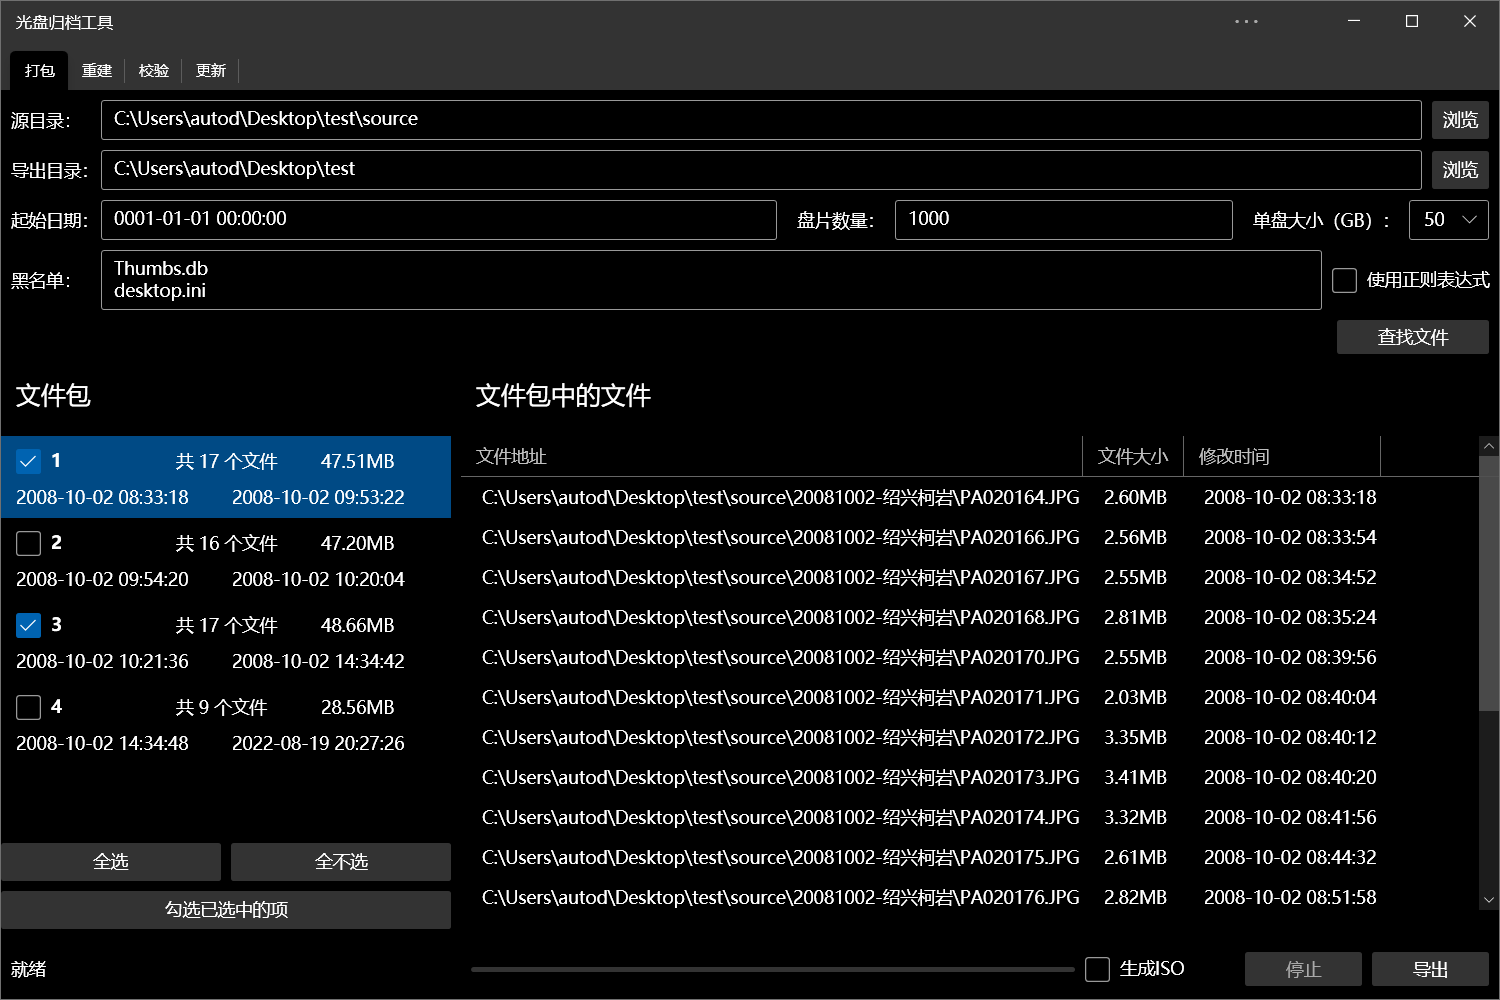 光盘归档工具
打包 重建 校验 更新
源目录: C:\Users\autod\Desktop\test\source 浏览
导出目录: C:\Users\autod\Desktop\test 浏览
起始日期: 0001-01-01 00:00:00 盘片数量: 1000 单盘大小（GB）: 50
黑名单: Thumbs.db
desktop.ini
使用正则表达式
查找文件
文件包
1 共 17 个文件 47.51MB
2008-10-02 08:33:18 2008-10-02 09:53:22
2 共 16 个文件 47.20MB
2008-10-02 09:54:20 2008-10-02 10:20:04
3 共 17 个文件 48.66MB
2008-10-02 10:21:36 2008-10-02 14:34:42
4 共 9 个文件 28.56MB
2008-10-02 14:34:48 2022-08-19 20:27:26
全选 全不选
勾选已选中的项
文件包中的文件
文件地址 文件大小 修改时间
C:\Users\autod\Desktop\test\source\20081002-绍兴柯岩\PA020164.JPG 2.60MB 2008-10-02 08:33:18
C:\Users\autod\Desktop\test\source\20081002-绍兴柯岩\PA020166.JPG 2.56MB 2008-10-02 08:33:54
C:\Users\autod\Desktop\test\source\20081002-绍兴柯岩\PA020167.JPG 2.55MB 2008-10-02 08:34:52
C:\Users\autod\Desktop\test\source\20081002-绍兴柯岩\PA020168.JPG 2.81MB 2008-10-02 08:35:24
C:\Users\autod\Desktop\test\source\20081002-绍兴柯岩\PA020170.JPG 2.55MB 2008-10-02 08:39:56
C:\Users\autod\Desktop\test\source\20081002-绍兴柯岩\PA020171.JPG 2.03MB 2008-10-02 08:40:04
C:\Users\autod\Desktop\test\source\20081002-绍兴柯岩\PA020172.JPG 3.35MB 2008-10-02 08:40:12
C:\Users\autod\Desktop\test\source\20081002-绍兴柯岩\PA020173.JPG 3.41MB 2008-10-02 08:40:20
C:\Users\autod\Desktop\test\source\20081002-绍兴柯岩\PA020174.JPG 3.32MB 2008-10-02 08:41:56
C:\Users\autod\Desktop\test\source\20081002-绍兴柯岩\PA020175.JPG 2.61MB 2008-10-02 08:44:32
C:\Users\autod\Desktop\test\source\20081002-绍兴柯岩\PA020176.JPG 2.82MB 2008-10-02 08:51:58
就绪 生成ISO 停止 导出